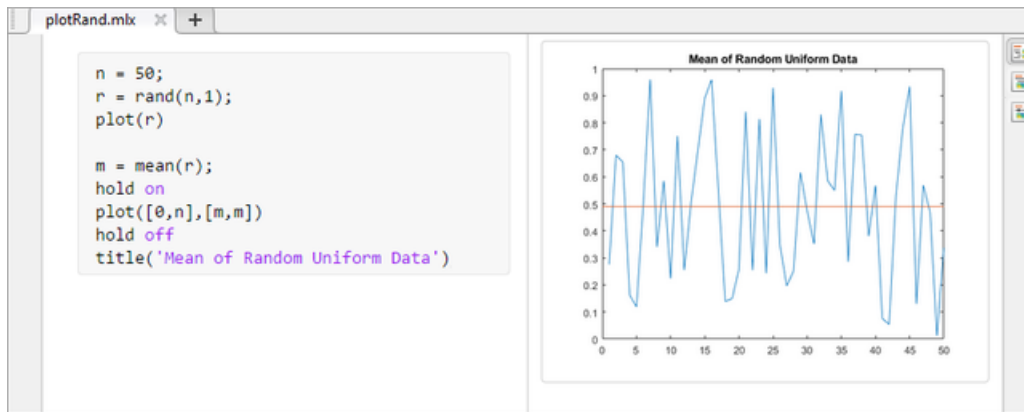 plotRand.mlx
n = 50;
r = rand(n,1);
plot(r)
m = mean(r);
hold on
plot([0,n],[m,m])
hold off
title('Mean of Random Uniform Data')
Mean of Random Uniform Data
1
0.9
0.8
0.7
0.6
0.5
0.4
0.3
0.2
0.1
0
0 5 10 15 20 25 30 35 40 45 50